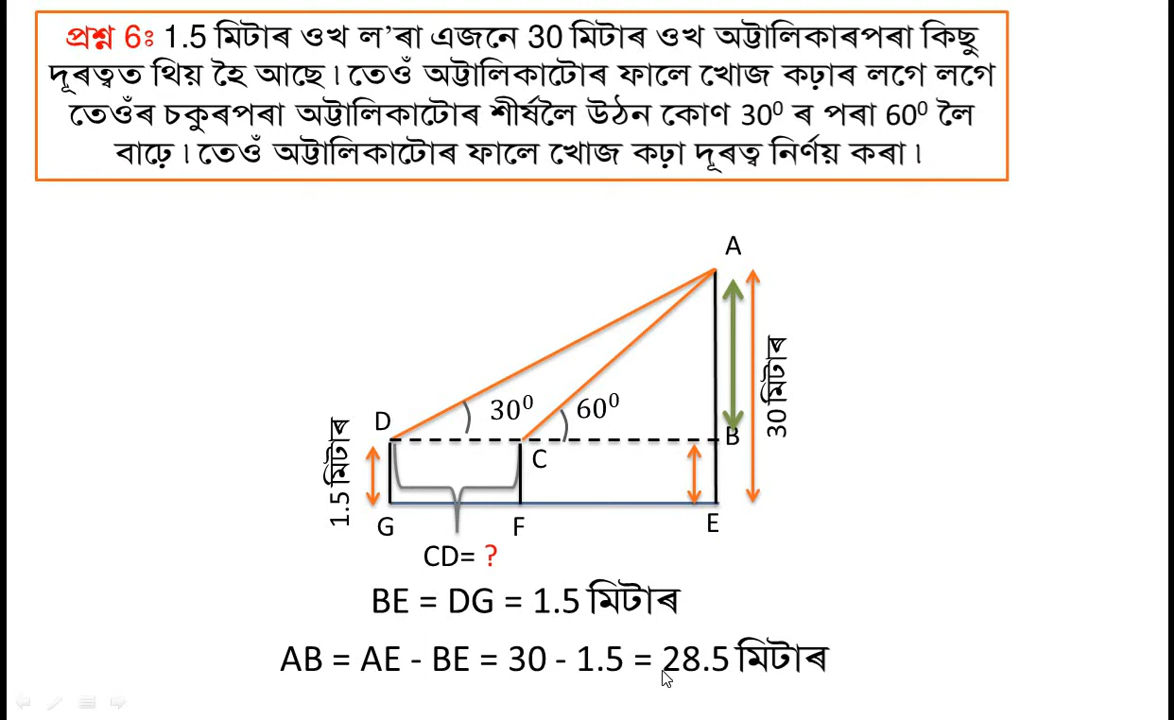 প্ৰশ্ন 6ঃ 1.5 মিটাৰ ওখ ল’ৰা এজনে 30 মিটাৰ ওখ অট্টালিকাৰপৰা কিছু
দূৰত্বত থিয় হৈ আছে। তেওঁ অট্টালিকাটোৰ ফালে খোজ কঢ়াৰ লগে লগে
তেওঁৰ চকুৰপৰা অট্টালিকাটোৰ শীৰ্ষলৈ উঠন কোণ 30⁰ ৰ পৰা 60⁰ লৈ
বাঢ়ে। তেওঁ অট্টালিকাটোৰ ফালে খোজ কঢ়া দূৰত্ব নিৰ্ণয় কৰা।
A
30 মিটাৰ
30⁰
60⁰
D
B
C
1.5 মিটাৰ
G
F
E
CD= ?
BE = DG = 1.5 মিটাৰ
AB = AE - BE = 30 - 1.5 = 28.5 মিটাৰ